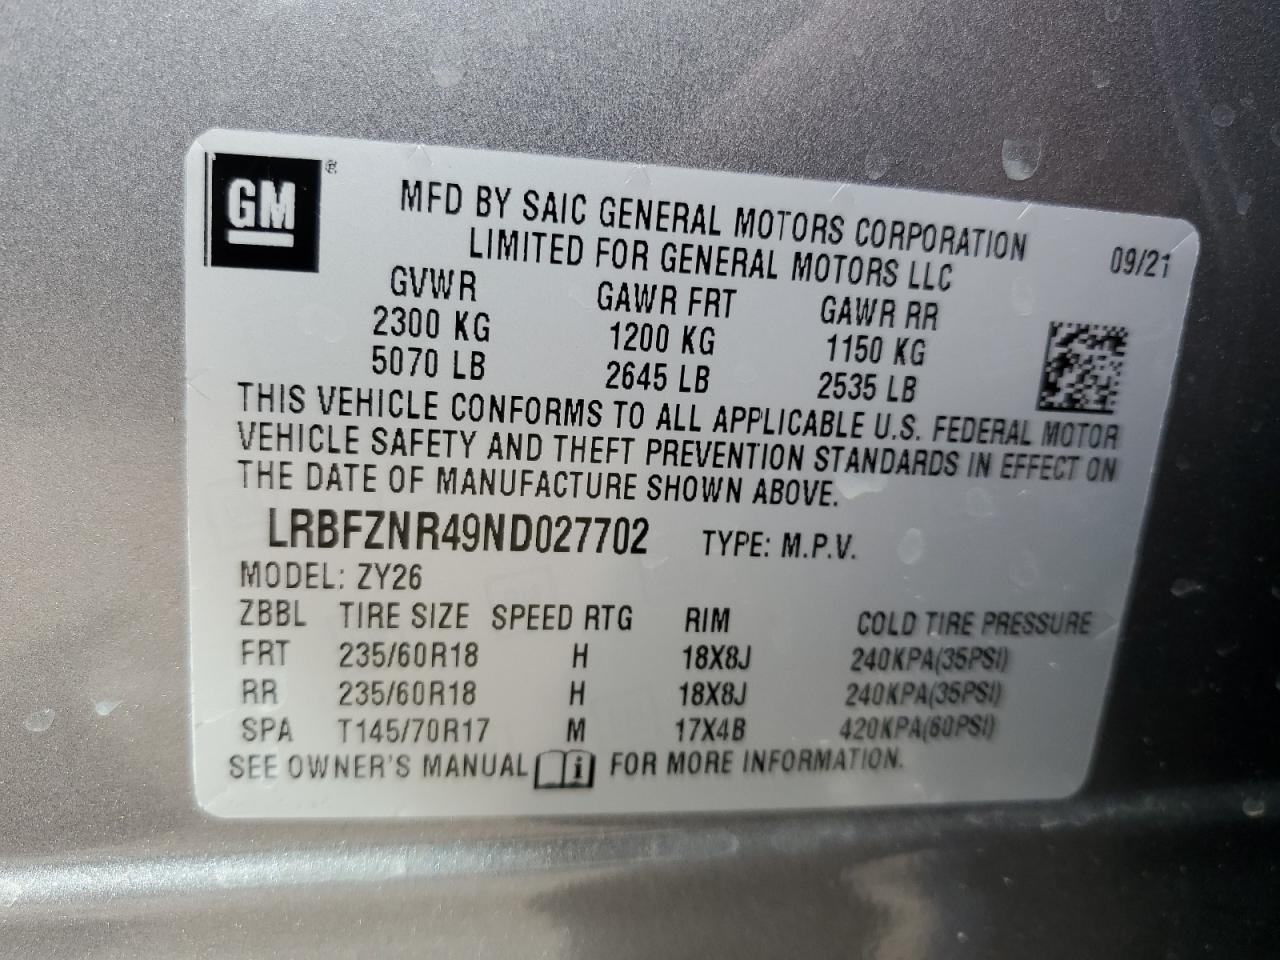 GM ®
MFD BY SAIC GENERAL MOTORS CORPORATION
LIMITED FOR GENERAL MOTORS LLC
09/21
GVWR GAWR FRT GAWR RR
2300 KG 1200 KG 1150 KG
5070 LB 2645 LB 2535 LB
THIS VEHICLE CONFORMS TO ALL APPLICABLE U.S. FEDERAL MOTOR
VEHICLE SAFETY AND THEFT PREVENTION STANDARDS IN EFFECT ON
THE DATE OF MANUFACTURE SHOWN ABOVE.
LRBFZNR49ND027702 TYPE: M.P.V.
MODEL: ZY26
ZBBL TIRE SIZE SPEED RTG RIM COLD TIRE PRESSURE
FRT 235/60R18 H 18X8J 240KPA(35PSI)
RR 235/60R18 H 18X8J 240KPA(35PSI)
SPA T145/70R17 M 17X4B 420KPA(60PSI)
SEE OWNER'S MANUAL i FOR MORE INFORMATION.